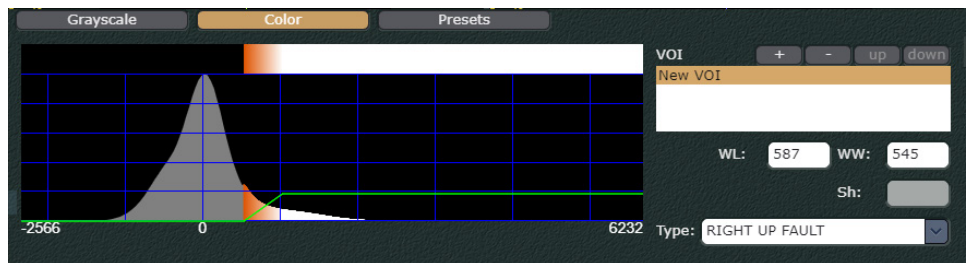 Grayscale Color Presets
VOI + - up down
New VOI
WL: 587 WW: 545
Sh:
-2566 0 6232
Type: RIGHT UP FAULT